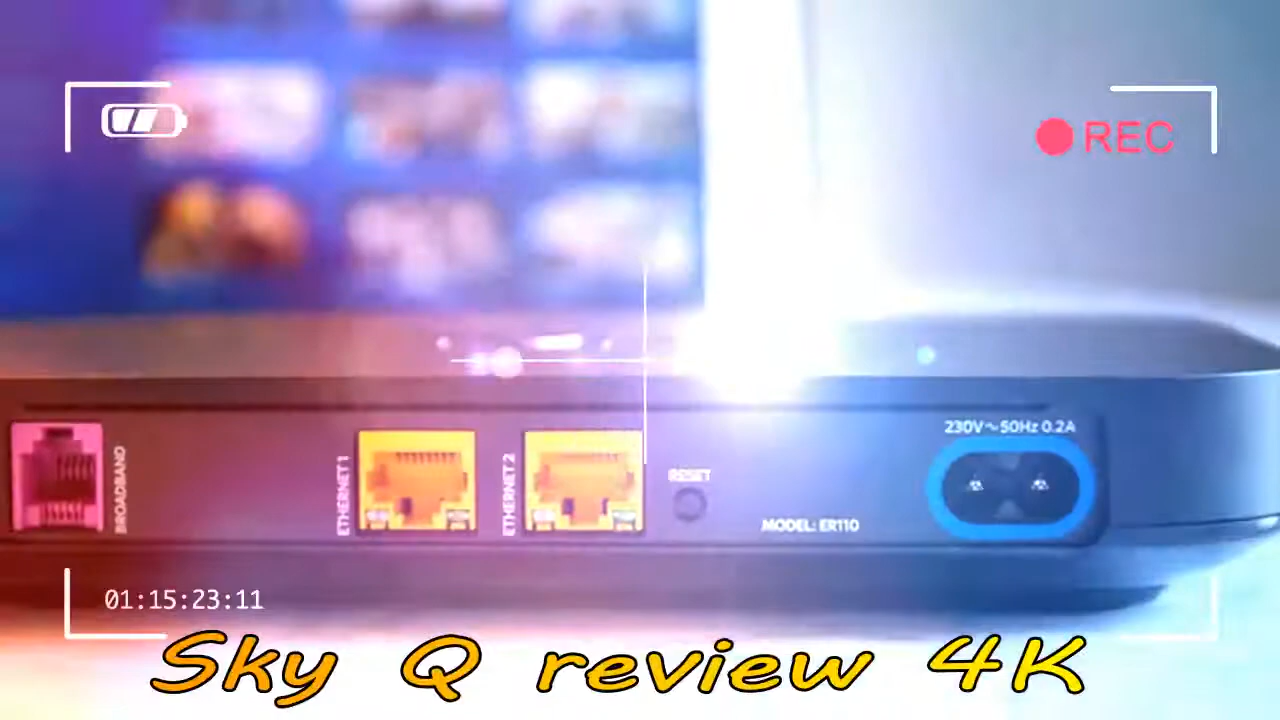 REC
230V~50Hz 0.2A
BROADBAND
ETHERNET 1
ETHERNET 2
RESET
MODEL: ER110
01:15:23:11
Sky Q review 4K